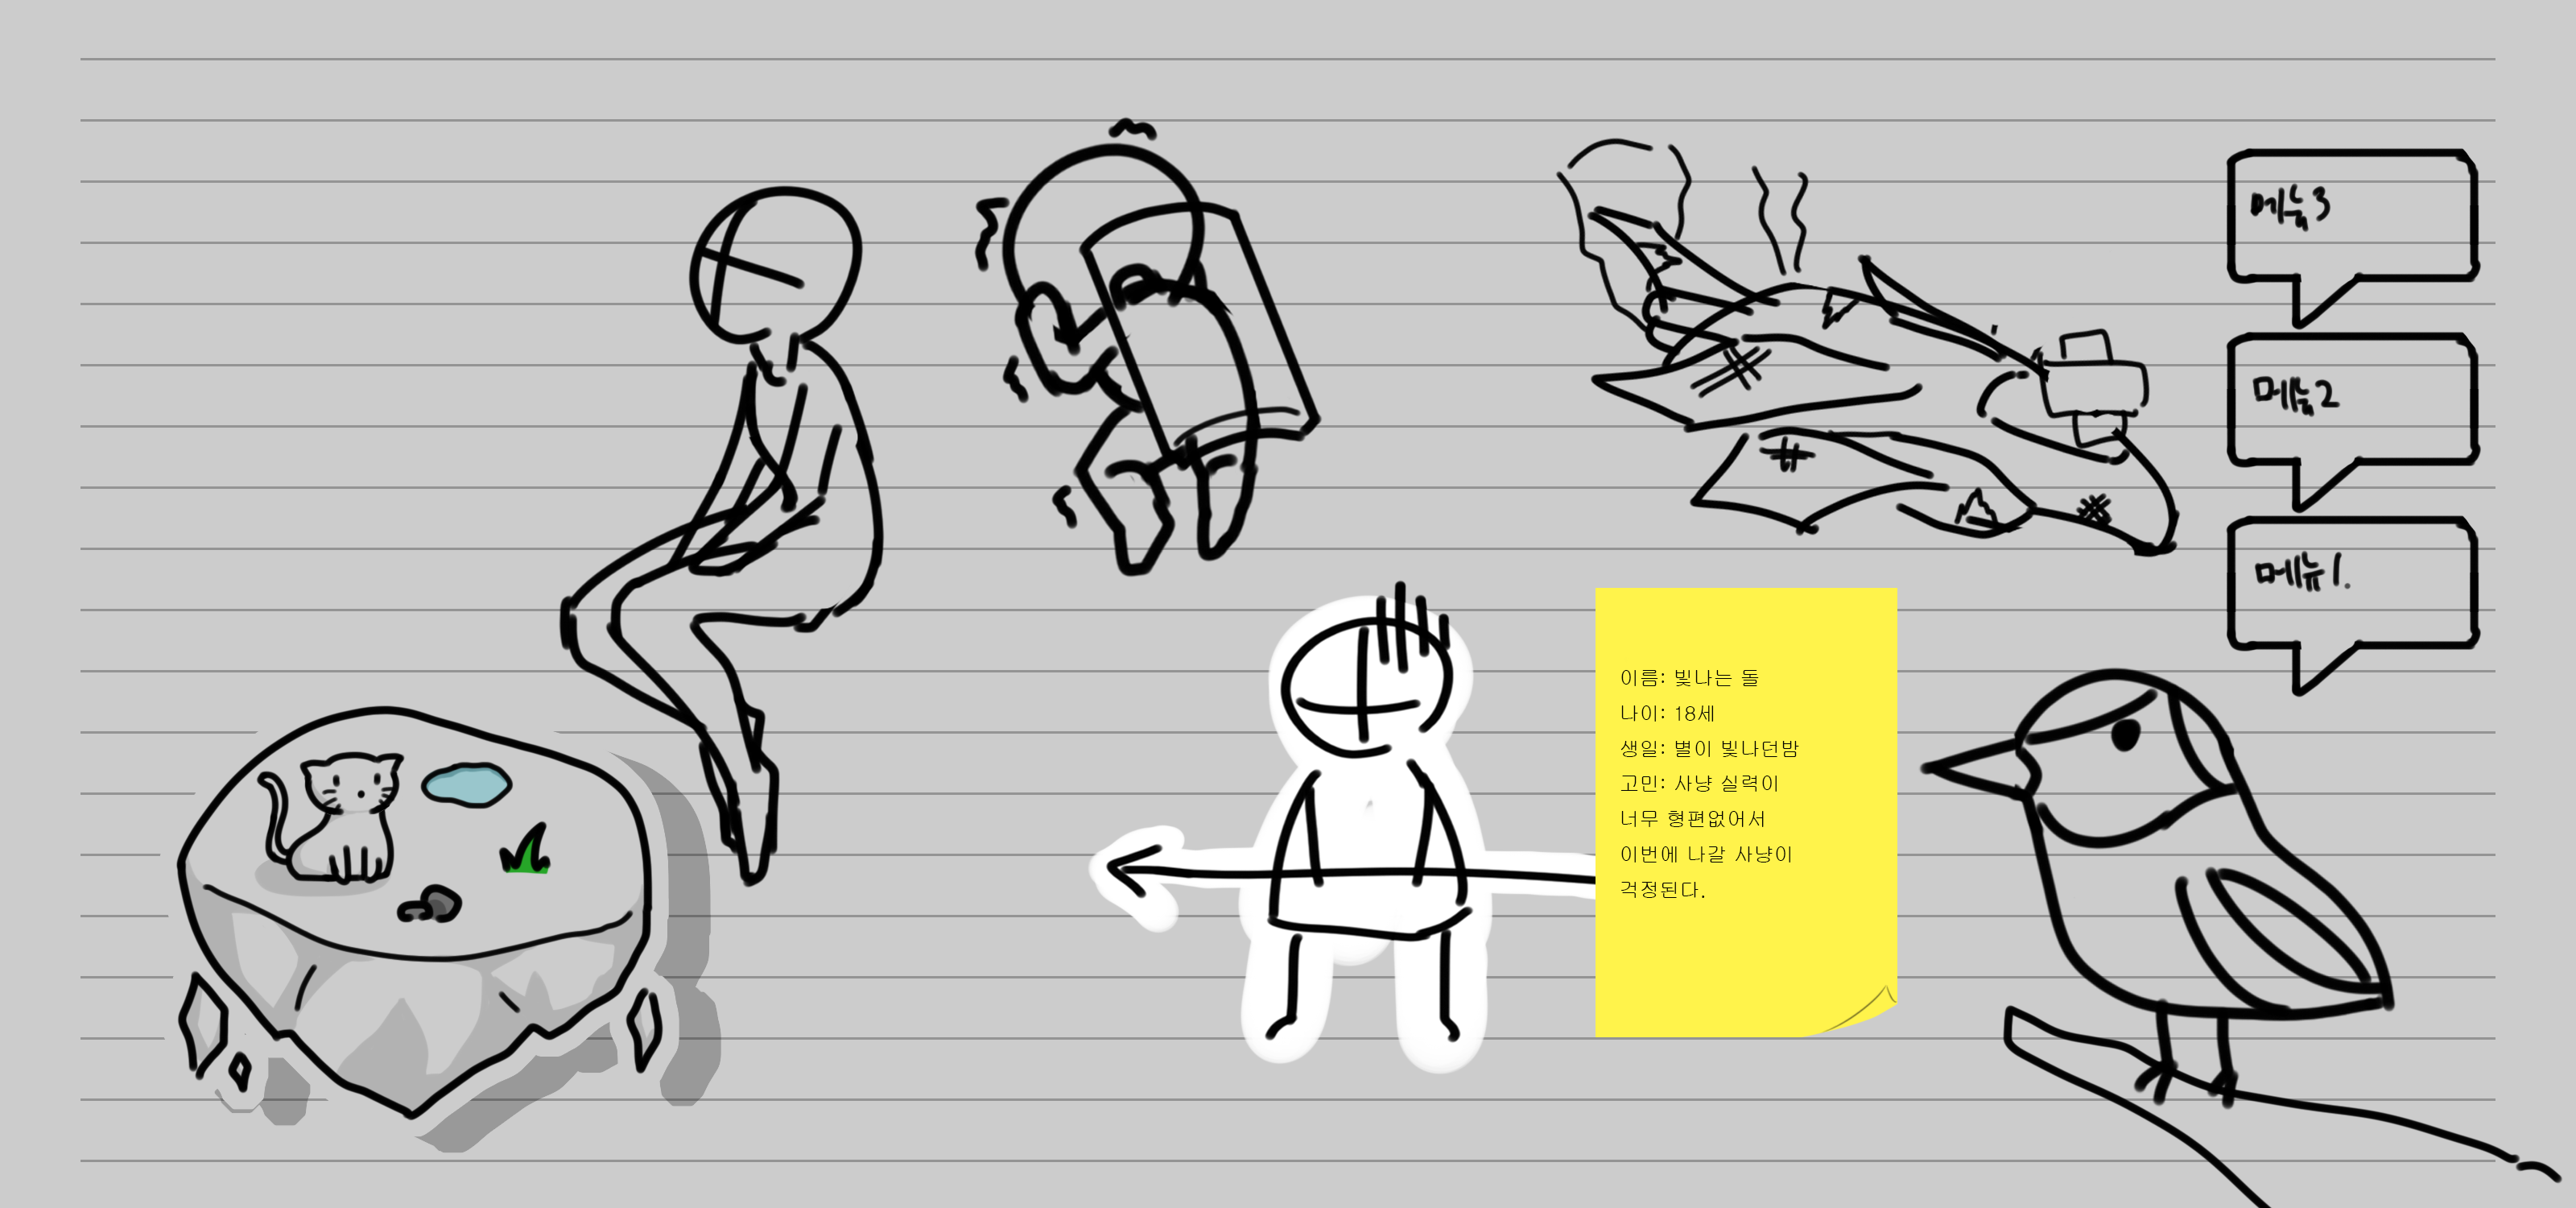 메뉴3
메뉴2
메뉴1.
이름: 빛나는 돌
나이: 18세
생일: 별이 빛나던밤
고민: 사냥 실력이
너무 형편없어서
이번에 나갈 사냥이
걱정된다.